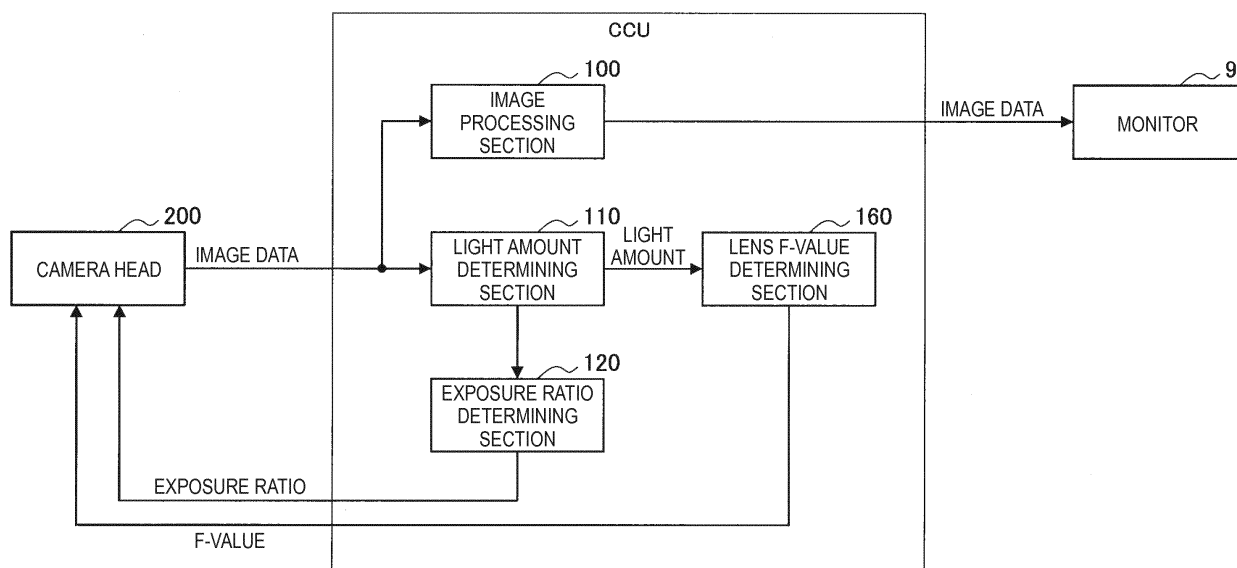 CCU
100
IMAGE
PROCESSING
SECTION
IMAGE DATA
9
MONITOR
200
CAMERA HEAD
IMAGE DATA
110
LIGHT AMOUNT
DETERMINING
SECTION
LIGHT
AMOUNT
160
LENS F-VALUE
DETERMINING
SECTION
120
EXPOSURE RATIO
DETERMINING
SECTION
EXPOSURE RATIO
F-VALUE